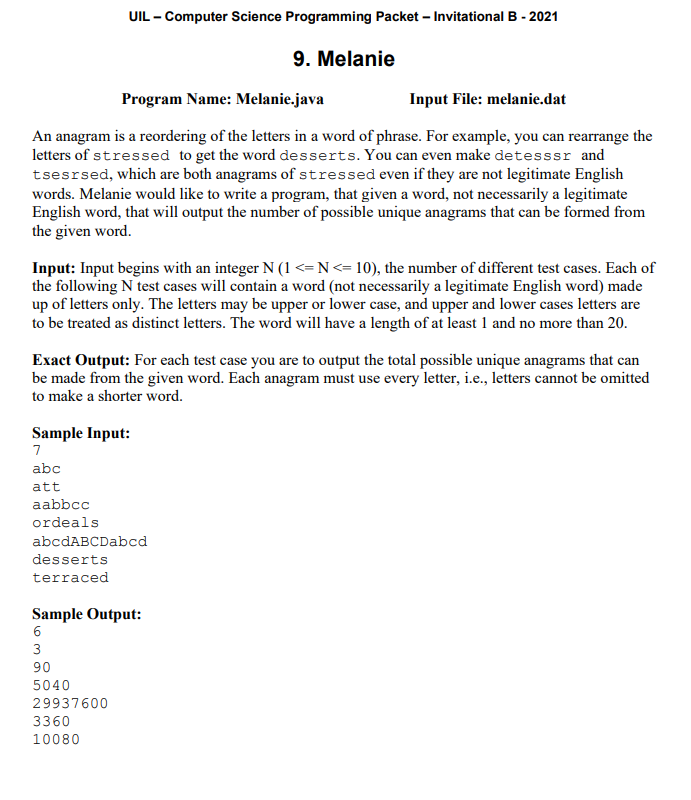 UIL – Computer Science Programming Packet – Invitational B - 2021
9. Melanie
Program Name: Melanie.java Input File: melanie.dat
An anagram is a reordering of the letters in a word of phrase. For example, you can rearrange the
letters of stressed to get the word desserts. You can even make detesssr and
tsesrsed, which are both anagrams of stressed even if they are not legitimate English
words. Melanie would like to write a program, that given a word, not necessarily a legitimate
English word, that will output the number of possible unique anagrams that can be formed from
the given word.
Input: Input begins with an integer N (1 <= N <= 10), the number of different test cases. Each of
the following N test cases will contain a word (not necessarily a legitimate English word) made
up of letters only. The letters may be upper or lower case, and upper and lower cases letters are
to be treated as distinct letters. The word will have a length of at least 1 and no more than 20.
Exact Output: For each test case you are to output the total possible unique anagrams that can
be made from the given word. Each anagram must use every letter, i.e., letters cannot be omitted
to make a shorter word.
Sample Input:
7
abc
att
aabbcc
ordeals
abcdABCDabcd
desserts
terraced
Sample Output:
6
3
90
5040
29937600
3360
10080